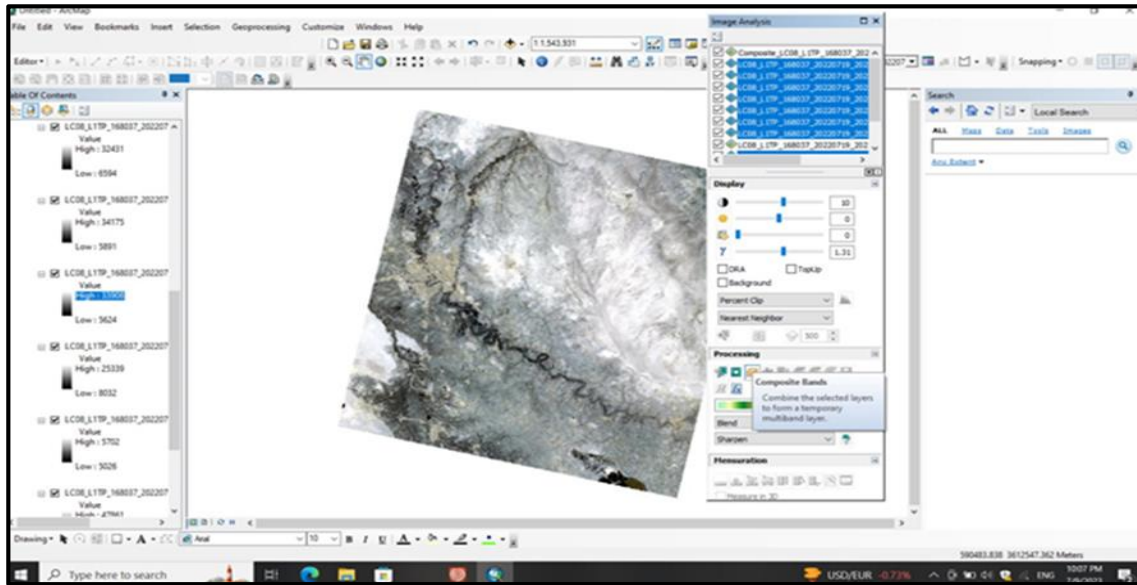 Untitled - ArcMap
File Edit View Bookmarks Insert Selection Geoprocessing Customize Windows Help
1:1,543,931
Editor
Snapping
Table Of Contents
LC08_L1TP_168037_202207
Value
High : 32431
Low : 6594
LC08_L1TP_168037_202207
Value
High : 34175
Low : 5891
LC08_L1TP_168037_202207
Value
High : 33908
Low : 5624
LC08_L1TP_168037_202207
Value
High : 25339
Low : 8032
LC08_L1TP_168037_202207
Value
High : 5702
Low : 5026
LC08_L1TP_168037_202207
Value
High : 47861
Image Analysis
Composite_LC08_L1TP_168037_202
LC08_L1TP_168037_20220719_202
LC08_L1TP_168037_20220719_202
LC08_L1TP_168037_20220719_202
LC08_L1TP_168037_20220719_202
LC08_L1TP_168037_20220719_202
LC08_L1TP_168037_20220719_202
LC08_L1TP_168037_20220719_202
LC08_L1TP_168037_20220719_202
Display
10
0
0
1.31
DRA TopUp
Background
Percent Clip
Nearest Neighbor
500
Processing
Composite Bands
Combine the selected layers
to form a temporary
multiband layer.
Blend
Sharpen
Mensuration
Measure in 3D
Search
Local Search
ALL Maps Data Tools Images
Any Extent
Drawing Arial 10 B I U A
590483.838 3612547.362 Meters
Type here to search
USD/EUR -0.73% ENG 10:07 PM